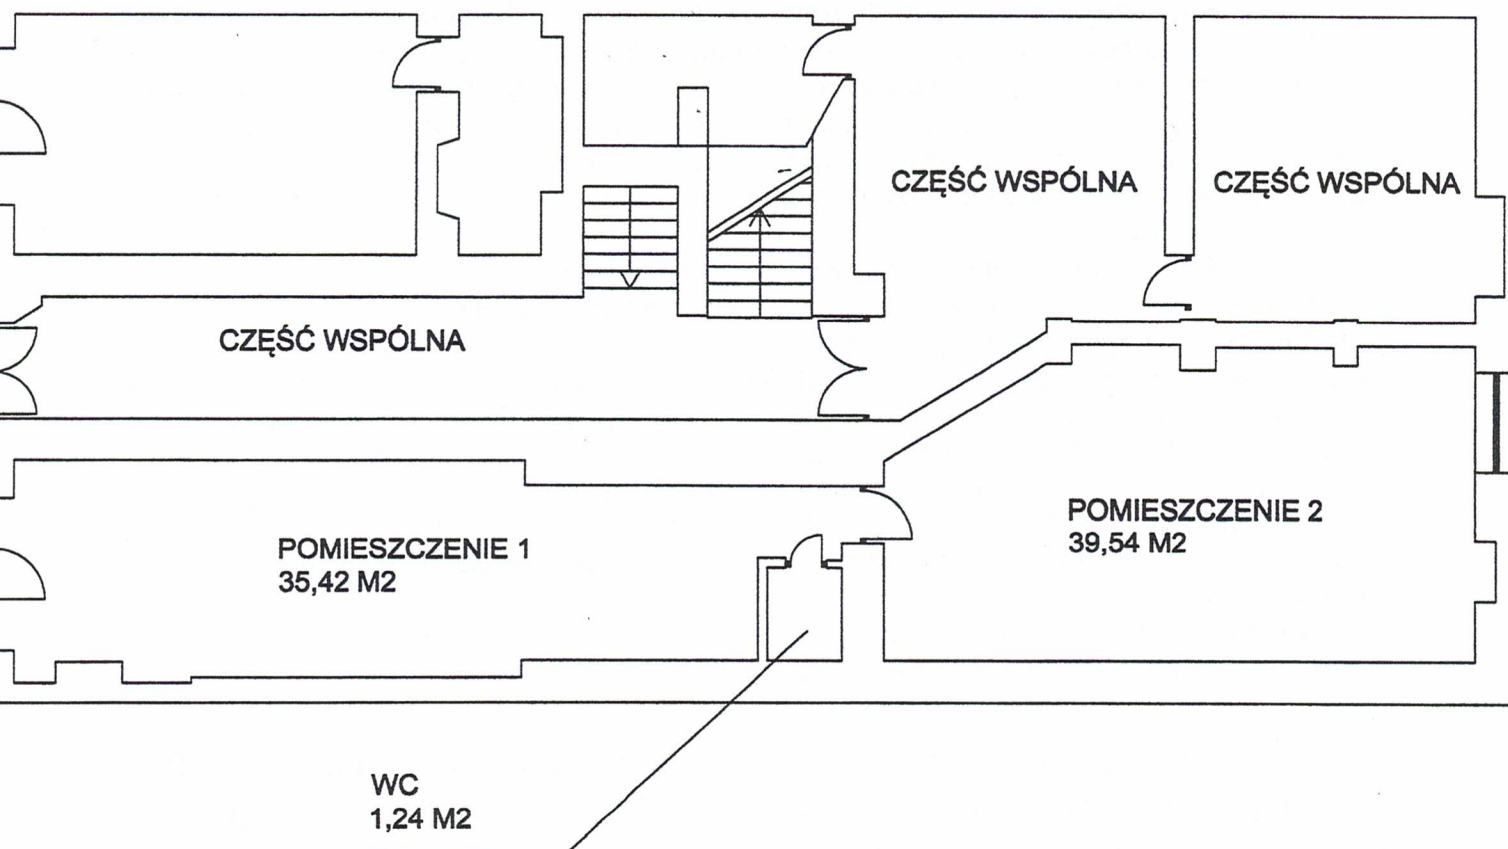 CZĘŚĆ WSPÓLNA
CZĘŚĆ WSPÓLNA
CZĘŚĆ WSPÓLNA
POMIESZCZENIE 1
35,42 M2
POMIESZCZENIE 2
39,54 M2
WC
1,24 M2